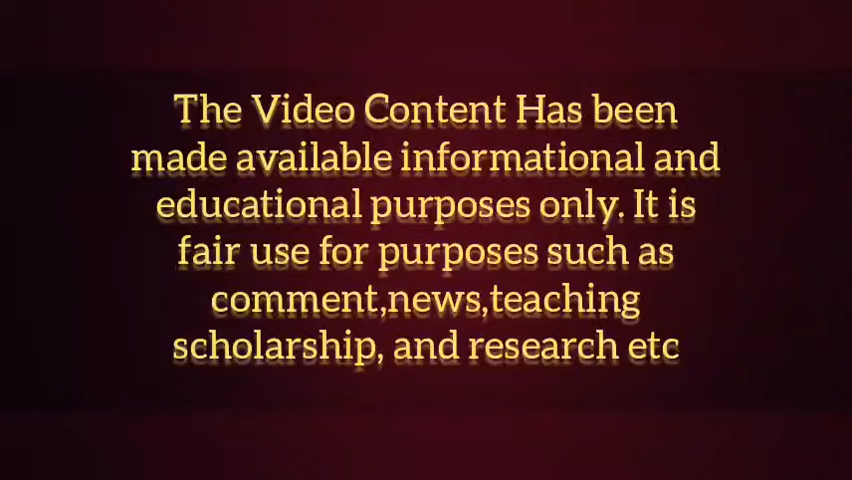 The Video Content Has been
made available informational and
educational purposes only. It is
fair use for purposes such as
comment,news,teaching
scholarship, and research etc